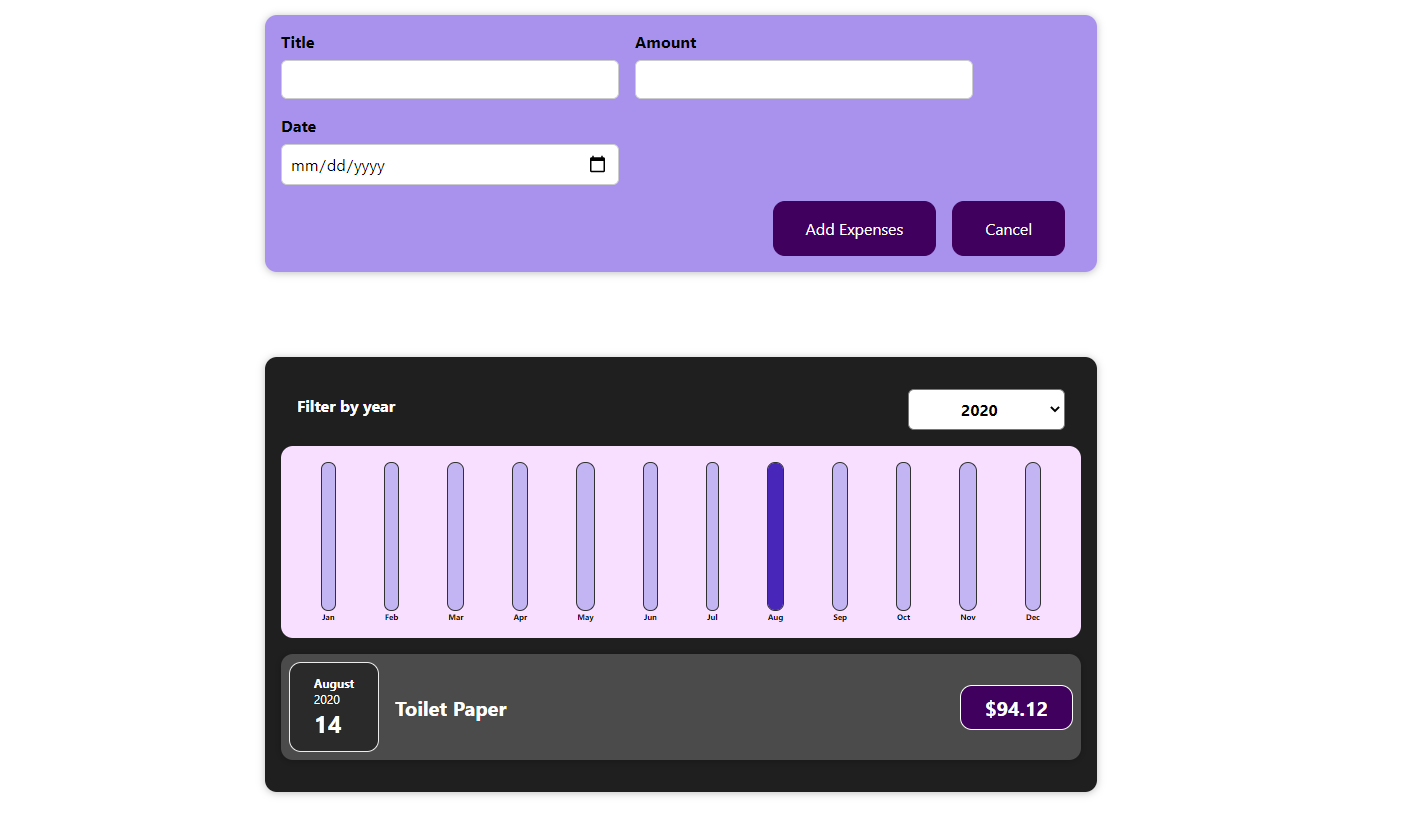 Title Amount
Date
mm/dd/yyyy
Add Expenses Cancel
Filter by year 2020
Jan Feb Mar Apr May Jun Jul Aug Sep Oct Nov Dec
August
2020
14
Toilet Paper
$94.12